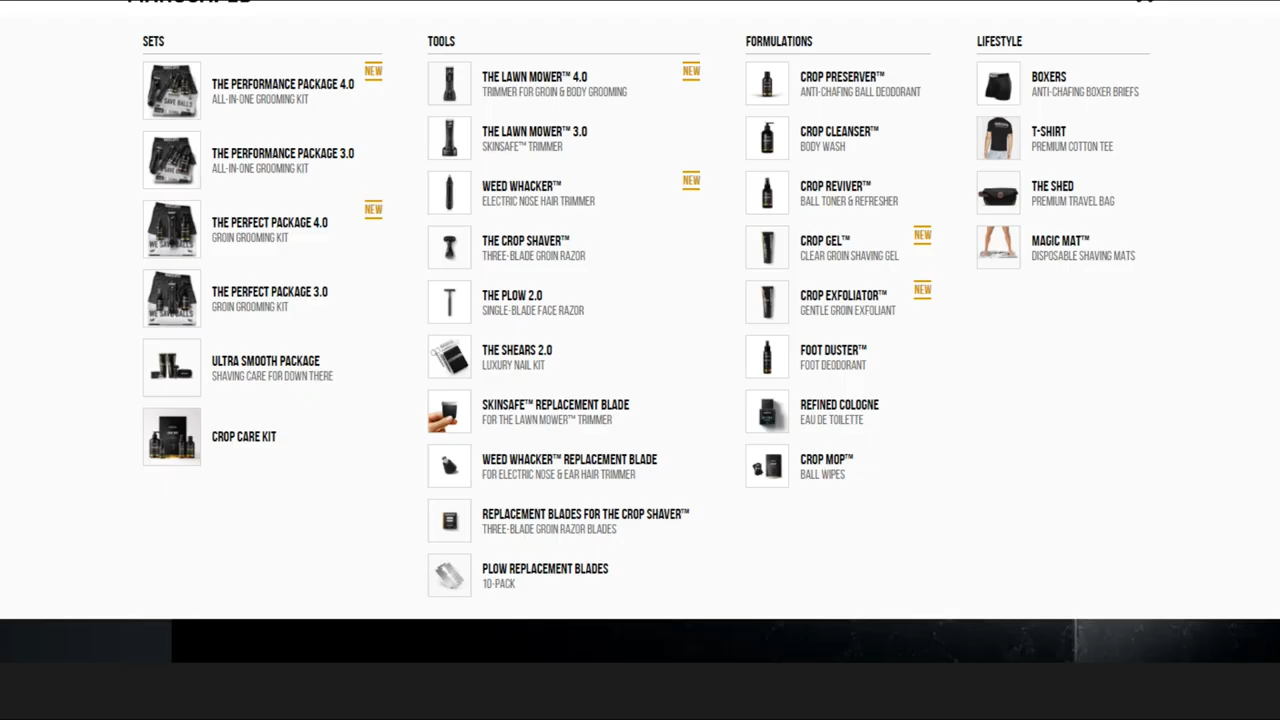 SETS
THE PERFORMANCE PACKAGE 4.0
NEW
ALL-IN-ONE GROOMING KIT
THE PERFORMANCE PACKAGE 3.0
ALL-IN-ONE GROOMING KIT
THE PERFECT PACKAGE 4.0
NEW
GROIN GROOMING KIT
THE PERFECT PACKAGE 3.0
GROIN GROOMING KIT
ULTRA SMOOTH PACKAGE
SHAVING CARE FOR DOWN THERE
CROP CARE KIT
TOOLS
THE LAWN MOWER™ 4.0
NEW
TRIMMER FOR GROIN & BODY GROOMING
THE LAWN MOWER™ 3.0
SKINSAFE™ TRIMMER
WEED WHACKER™
NEW
ELECTRIC NOSE HAIR TRIMMER
THE CROP SHAVER™
THREE-BLADE GROIN RAZOR
THE PLOW 2.0
SINGLE-BLADE FACE RAZOR
THE SHEARS 2.0
LUXURY NAIL KIT
SKINSAFE™ REPLACEMENT BLADE
FOR THE LAWN MOWER™ TRIMMER
WEED WHACKER™ REPLACEMENT BLADE
FOR ELECTRIC NOSE & EAR HAIR TRIMMER
REPLACEMENT BLADES FOR THE CROP SHAVER™
THREE-BLADE GROIN RAZOR BLADES
PLOW REPLACEMENT BLADES
10-PACK
FORMULATIONS
CROP PRESERVER™
ANTI-CHAFING BALL DEODORANT
CROP CLEANSER™
BODY WASH
CROP REVIVER™
BALL TONER & REFRESHER
CROP GEL™
NEW
CLEAR GROIN SHAVING GEL
CROP EXFOLIATOR™
NEW
GENTLE GROIN EXFOLIANT
FOOT DUSTER™
FOOT DEODORANT
REFINED COLOGNE
EAU DE TOILETTE
CROP MOP™
BALL WIPES
LIFESTYLE
BOXERS
ANTI-CHAFING BOXER BRIEFS
T-SHIRT
PREMIUM COTTON TEE
THE SHED
PREMIUM TRAVEL BAG
MAGIC MAT™
DISPOSABLE SHAVING MATS